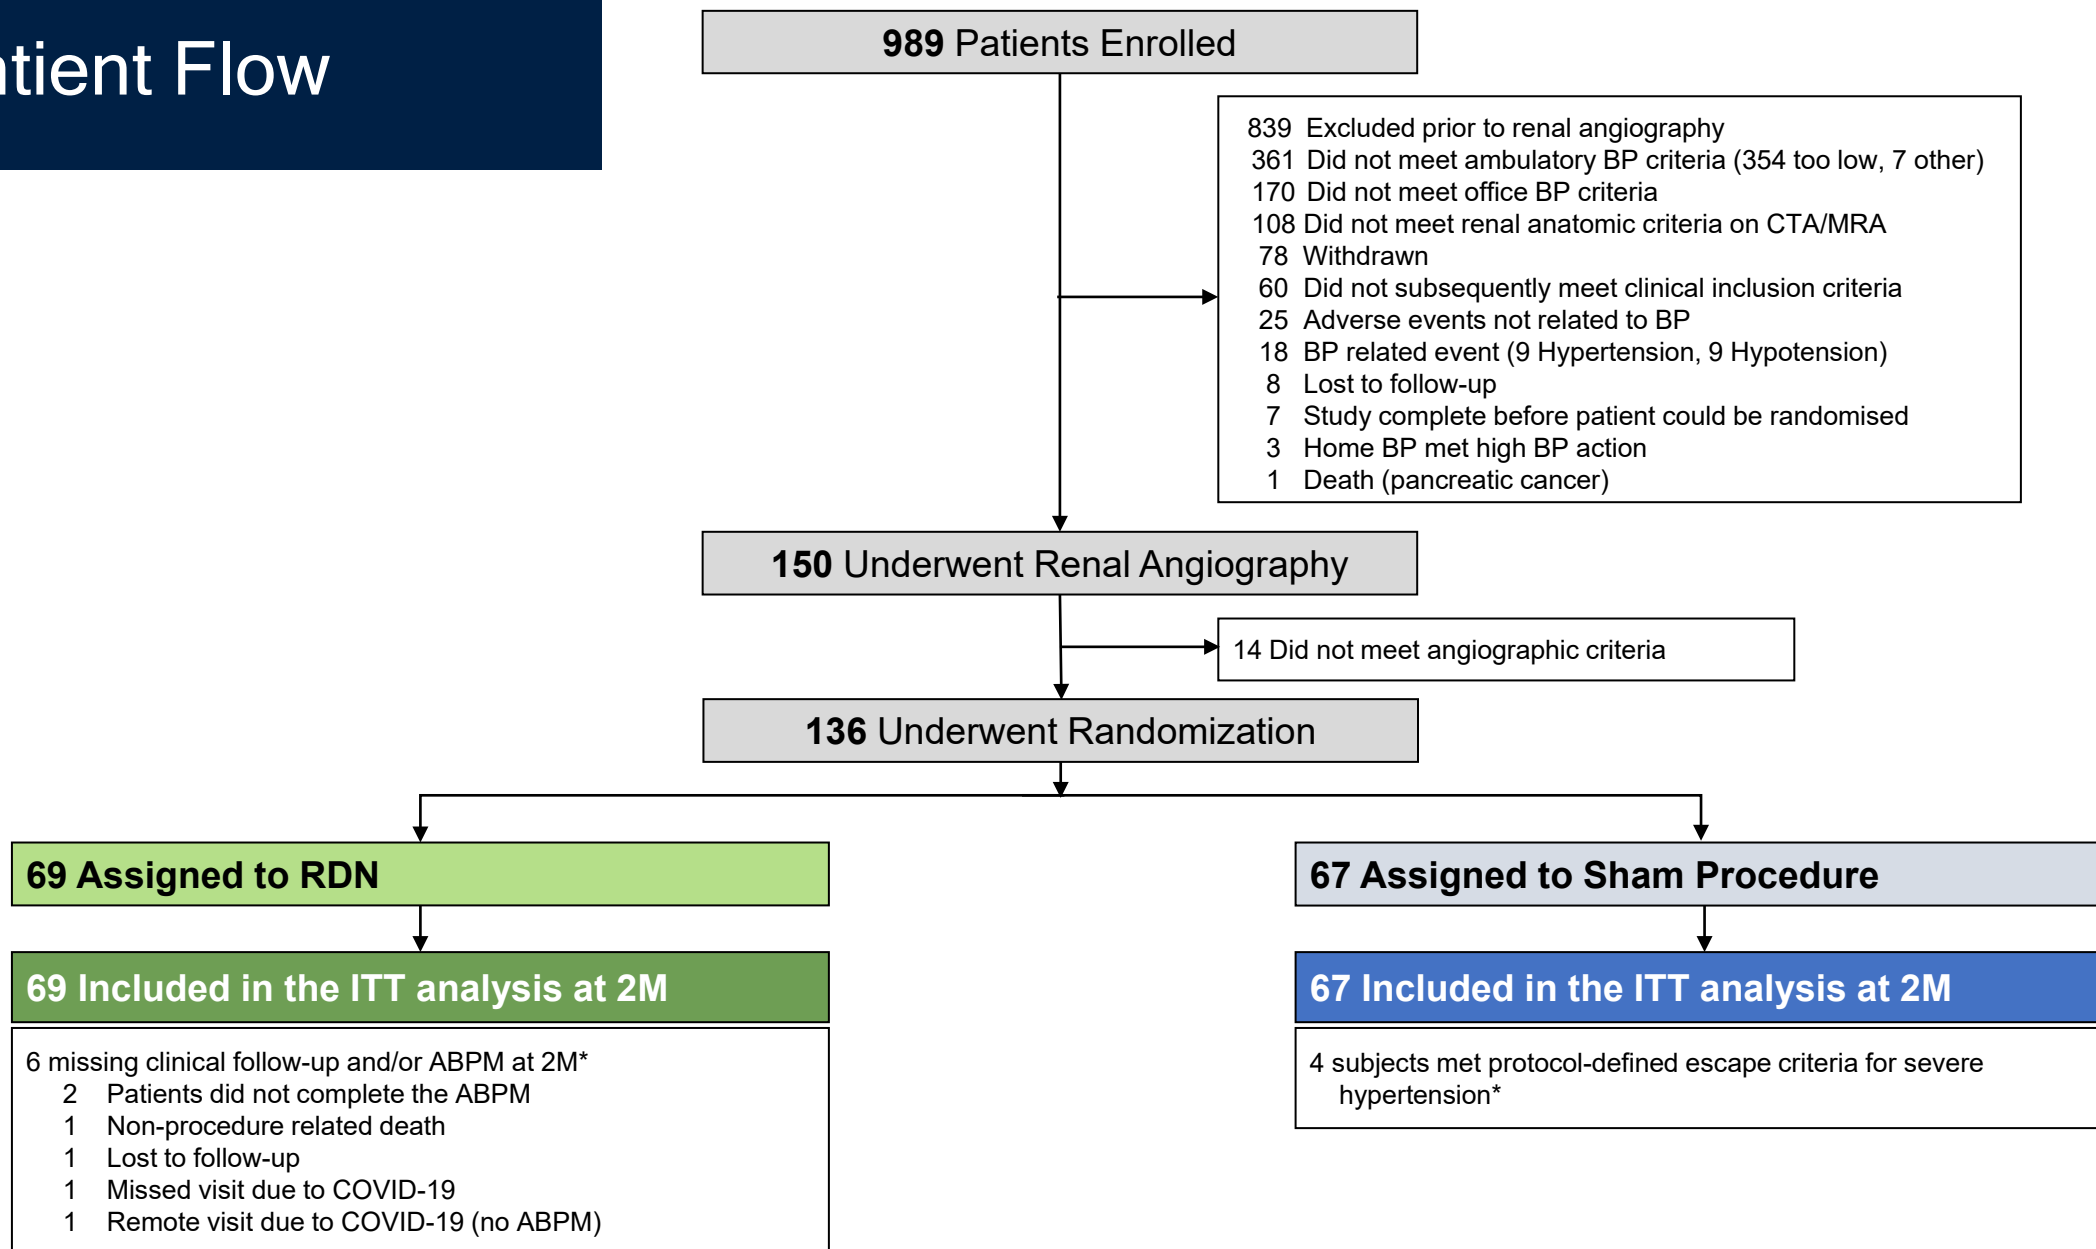 tient Flow
989 Patients Enrolled
839 Excluded prior to renal angiography
361 Did not meet ambulatory BP criteria (354 too low, 7 other)
170 Did not meet office BP criteria
108 Did not meet renal anatomic criteria on CTA/MRA
78 Withdrawn
60 Did not subsequently meet clinical inclusion criteria
25 Adverse events not related to BP
18 BP related event (9 Hypertension, 9 Hypotension)
8 Lost to follow-up
7 Study complete before patient could be randomised
3 Home BP met high BP action
1 Death (pancreatic cancer)
150 Underwent Renal Angiography
14 Did not meet angiographic criteria
136 Underwent Randomization
69 Assigned to RDN
69 Included in the ITT analysis at 2M
6 missing clinical follow-up and/or ABPM at 2M*
2 Patients did not complete the ABPM
1 Non-procedure related death
1 Lost to follow-up
1 Missed visit due to COVID-19
1 Remote visit due to COVID-19 (no ABPM)
67 Assigned to Sham Procedure
67 Included in the ITT analysis at 2M
4 subjects met protocol-defined escape criteria for severe
hypertension*